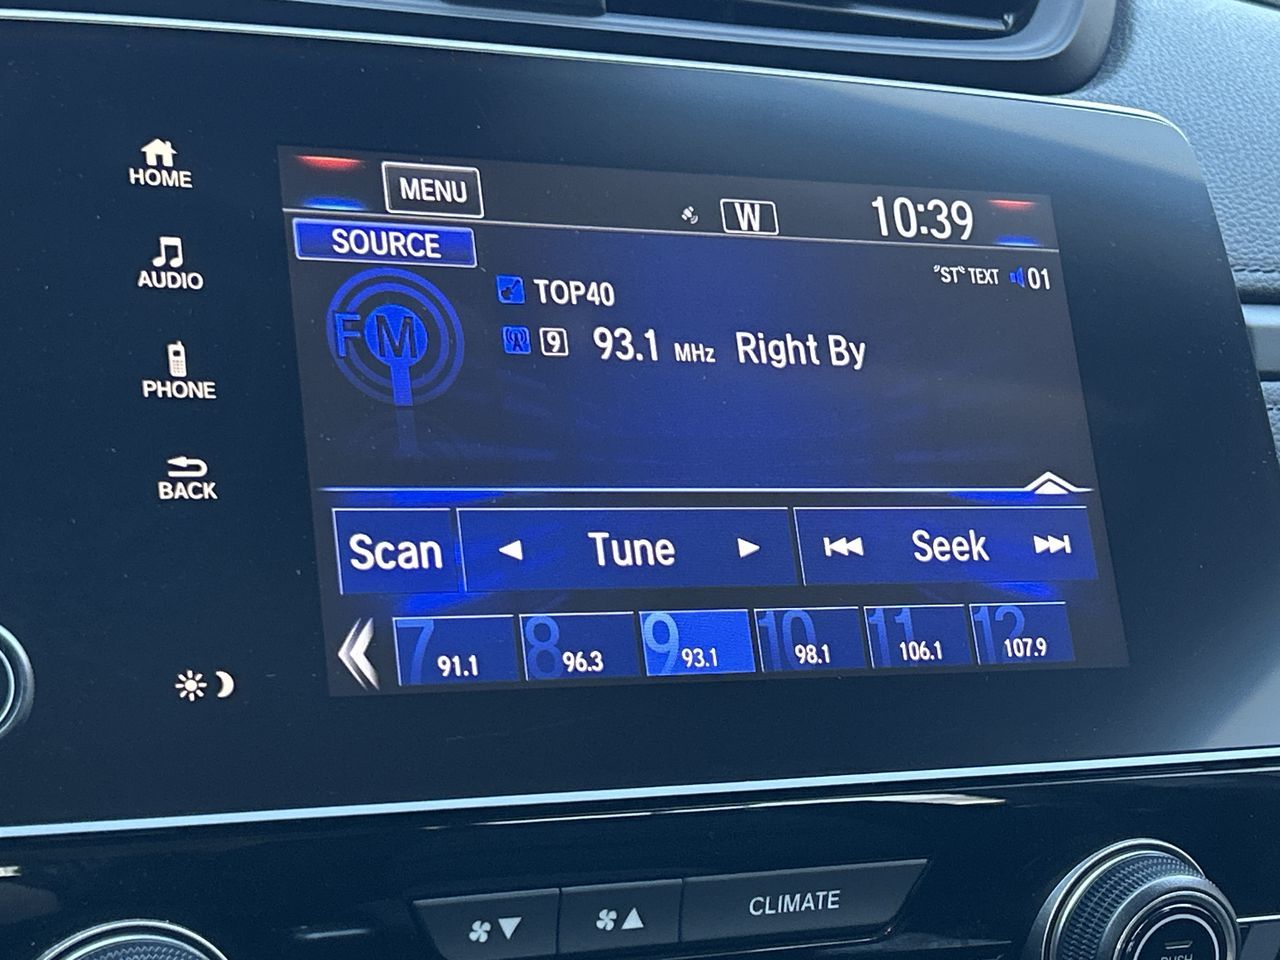 HOME
AUDIO
PHONE
BACK
MENU
W
10:39
SOURCE
"ST" TEXT 01
FM
TOP40
9 93.1 MHz Right By
Scan
Tune
Seek
7 91.1
8 96.3
9 93.1
10 98.1
11 106.1
12 107.9
CLIMATE
PUSH